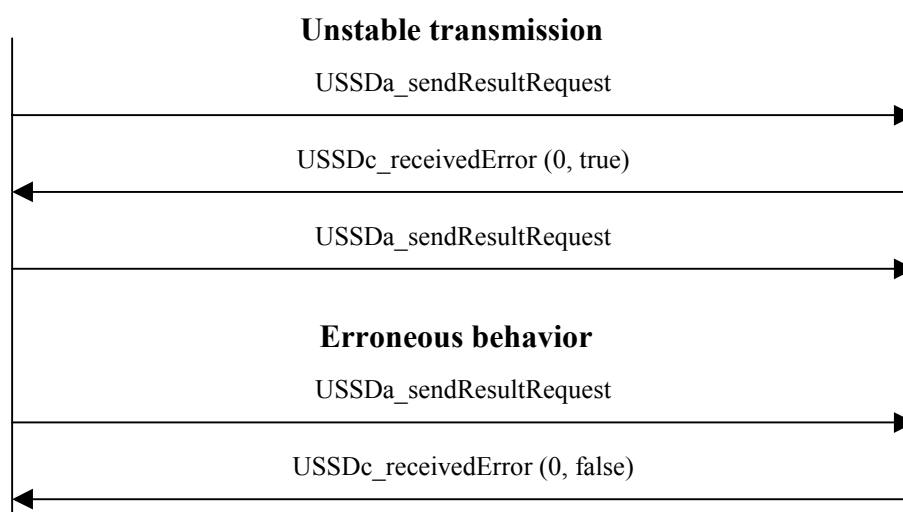 Unstable transmission
USSDa_sendResultRequest
USSDc_receivedError (0, true)
USSDa_sendResultRequest
Erroneous behavior
USSDa_sendResultRequest
USSDc_receivedError (0, false)